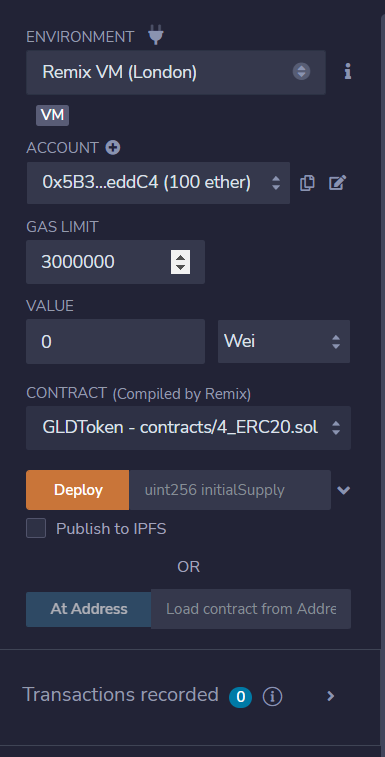 ENVIRONMENT
Remix VM (London)
VM
ACCOUNT
0x5B3...eddC4 (100 ether)
GAS LIMIT
3000000
VALUE
0 Wei
CONTRACT (Compiled by Remix)
GLDToken - contracts/4_ERC20.sol
Deploy uint256 initialSupply
Publish to IPFS
OR
At Address Load contract from Addre
Transactions recorded 0